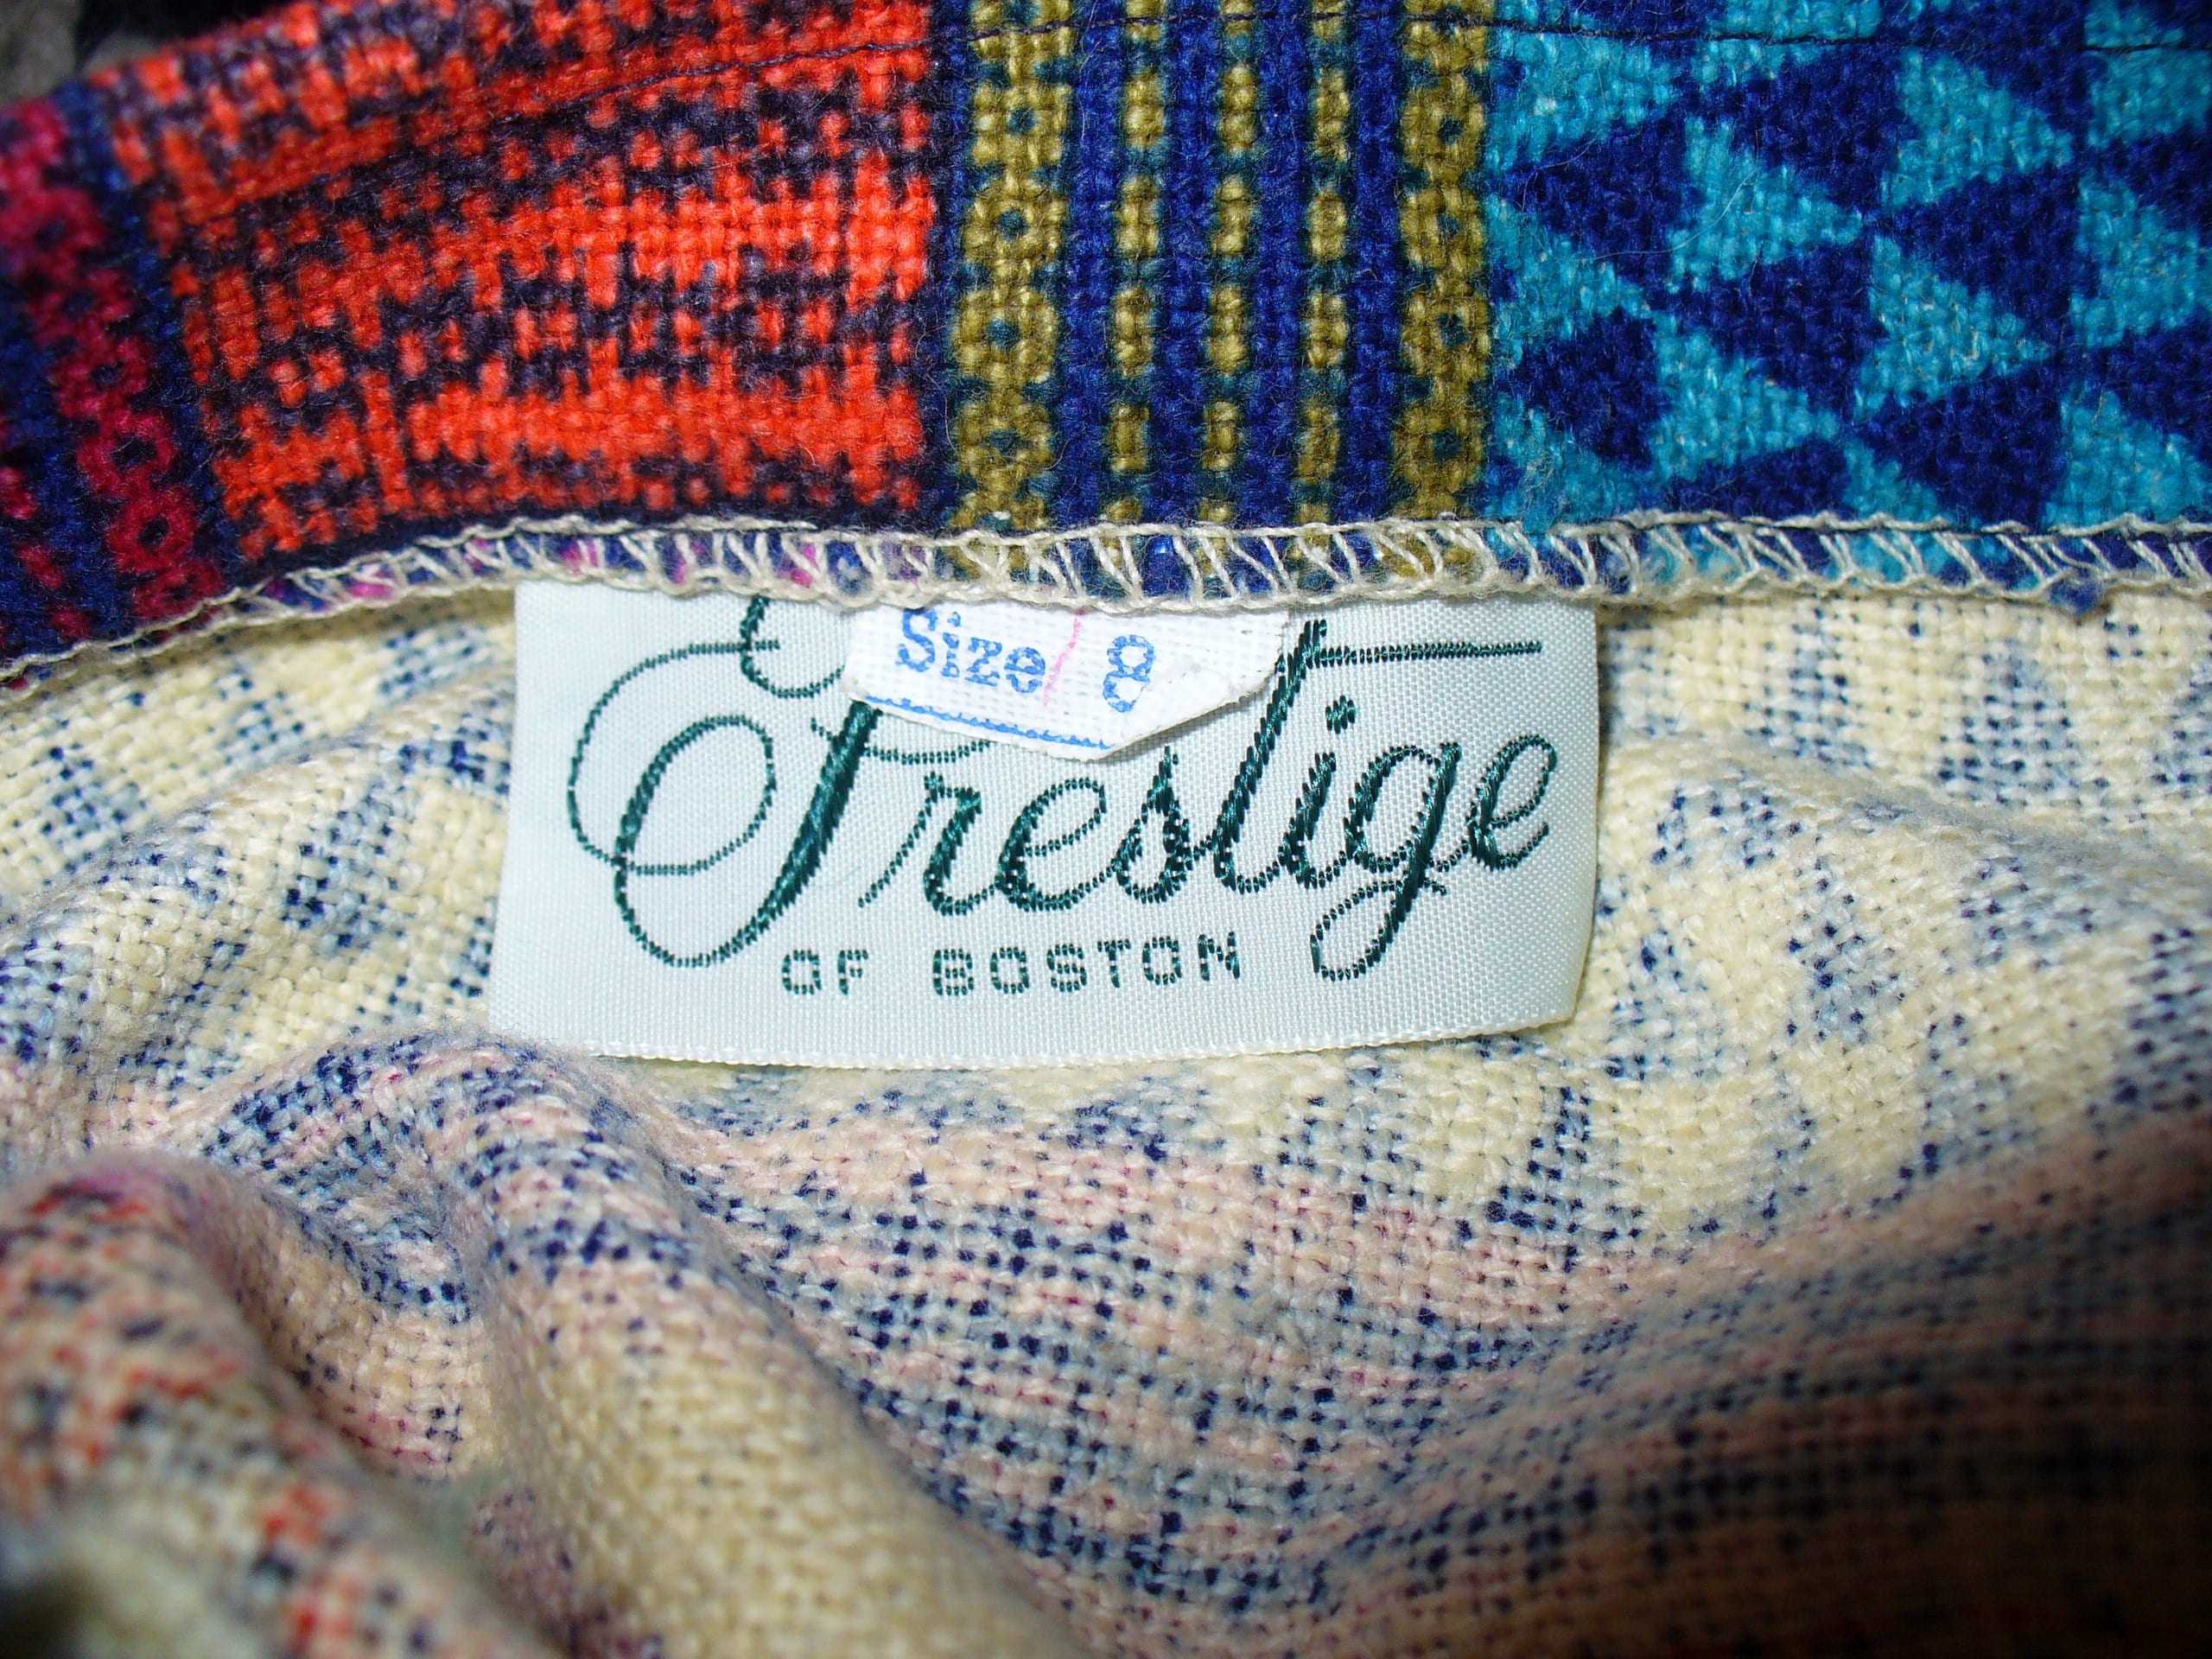 Size 8
Prestige
OF BOSTON